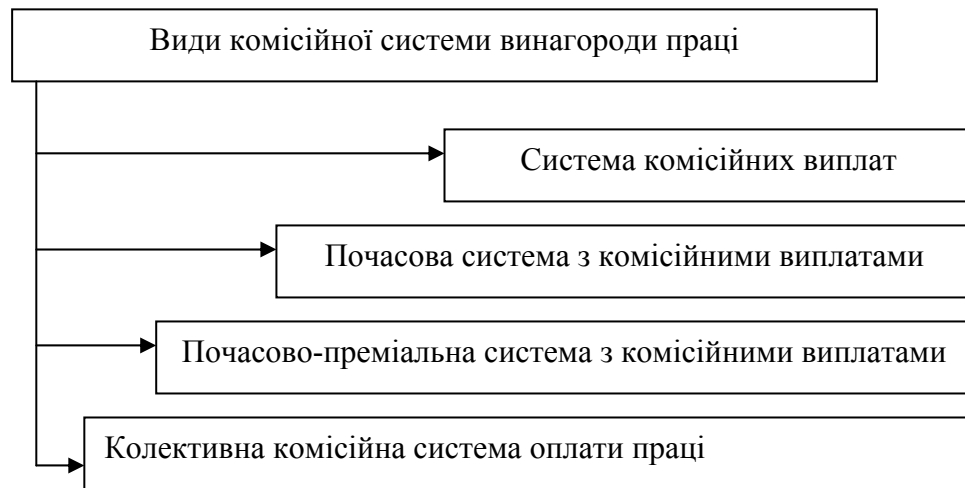 Види комісійної системи винагороди праці
Система комісійних виплат
Почасова система з комісійними виплатами
Почасово-преміальна система з комісійними виплатами
Колективна комісійна система оплати праці